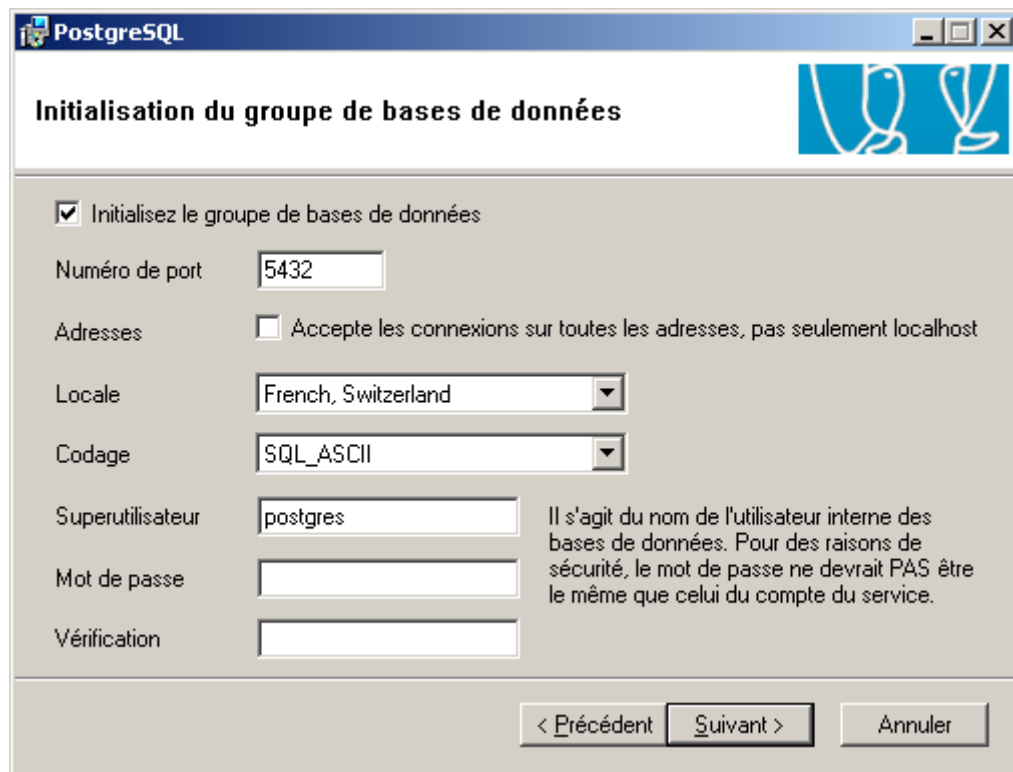 PostgreSQL
Initialisation du groupe de bases de données
Initialisez le groupe de bases de données
Numéro de port 5432
Adresses Accepte les connexions sur toutes les adresses, pas seulement localhost
Locale French, Switzerland
Codage SQL_ASCII
Superutilisateur postgres
Il s'agit du nom de l'utilisateur interne des
bases de données. Pour des raisons de
sécurité, le mot de passe ne devrait PAS être
le même que celui du compte du service.
Mot de passe
Vérification
< Précédent Suivant > Annuler